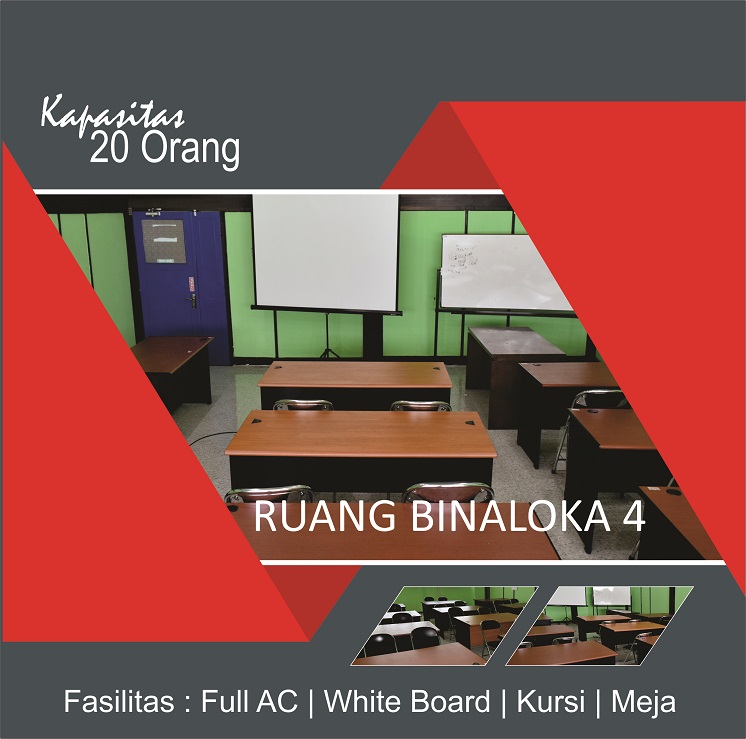 Kapasitas
20 Orang
RUANG BINALOKA 4
Fasilitas : Full AC | White Board | Kursi | Meja